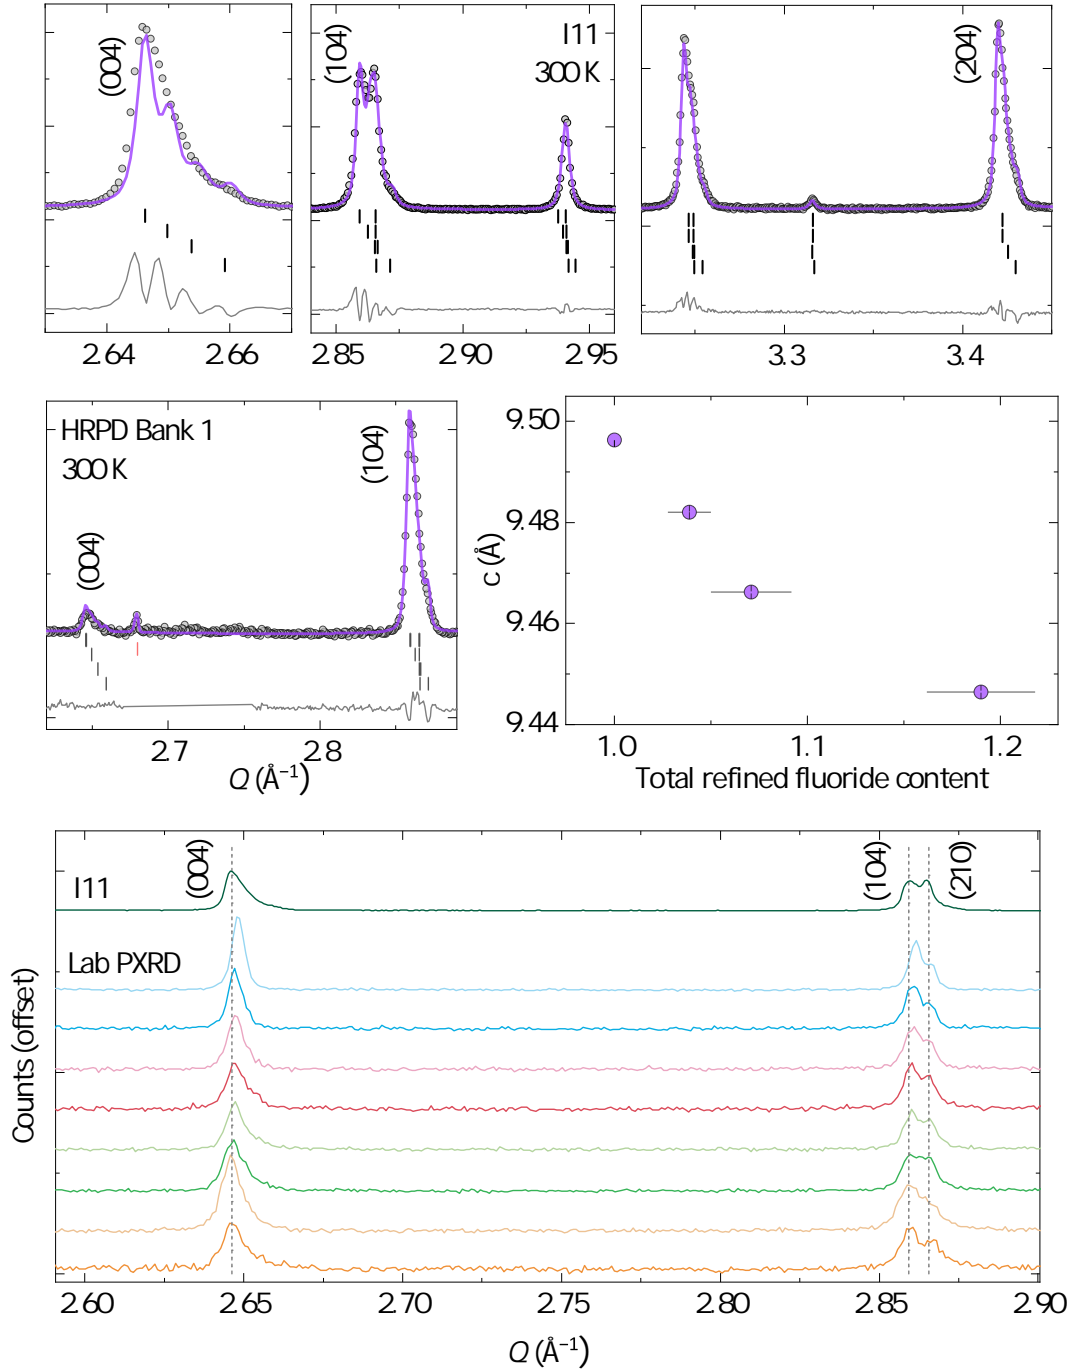 (004)
(104)
I11
300 K
(204)
2.64 2.66
2.85 2.90 2.95
3.3 3.4
HRPD Bank 1
300 K
(004)
(104)
2.7 2.8
Q (Å⁻¹)
9.50
9.48
9.46
9.44
c (Å)
1.0 1.1 1.2
Total refined fluoride content
I11
(004)
(104)
(210)
Lab PXRD
Counts (offset)
2.60 2.65 2.70 2.75 2.80 2.85 2.90
Q (Å⁻¹)